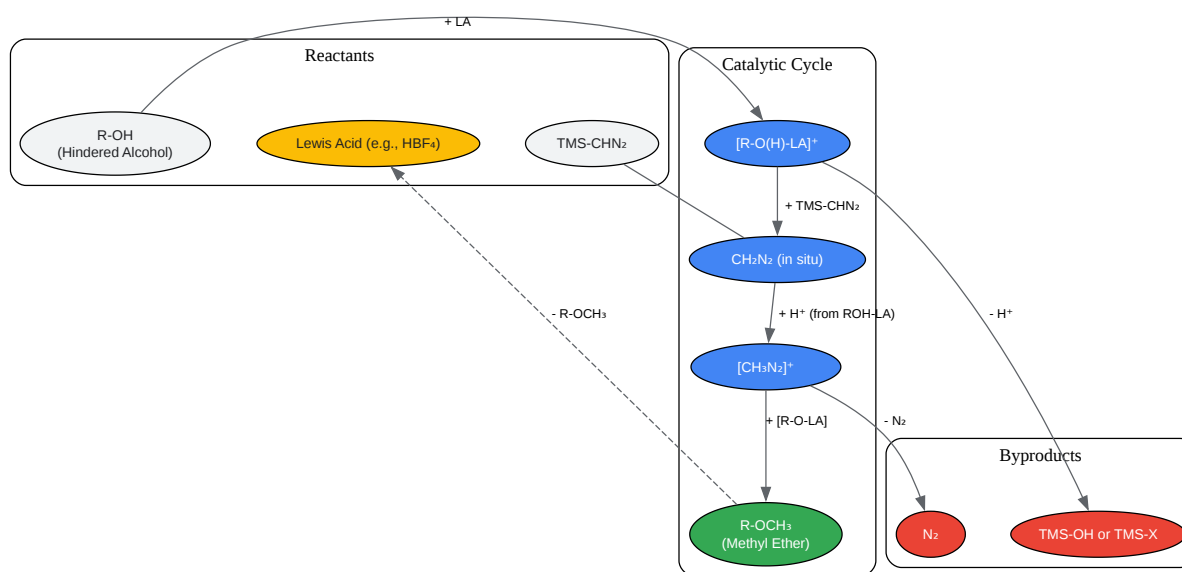 + LA
Reactants
Catalytic Cycle
R-OH
(Hindered Alcohol)
Lewis Acid (e.g., HBF₄)
TMS-CHN₂
[R-O(H)-LA]⁺
+ TMS-CHN₂
CH₂N₂ (in situ)
- R-OCH₃
+ H⁺ (from ROH-LA)
- H⁺
[CH₃N₂]⁺
+ [R-O-LA]
- N₂
Byproducts
R-OCH₃
(Methyl Ether)
N₂
TMS-OH or TMS-X